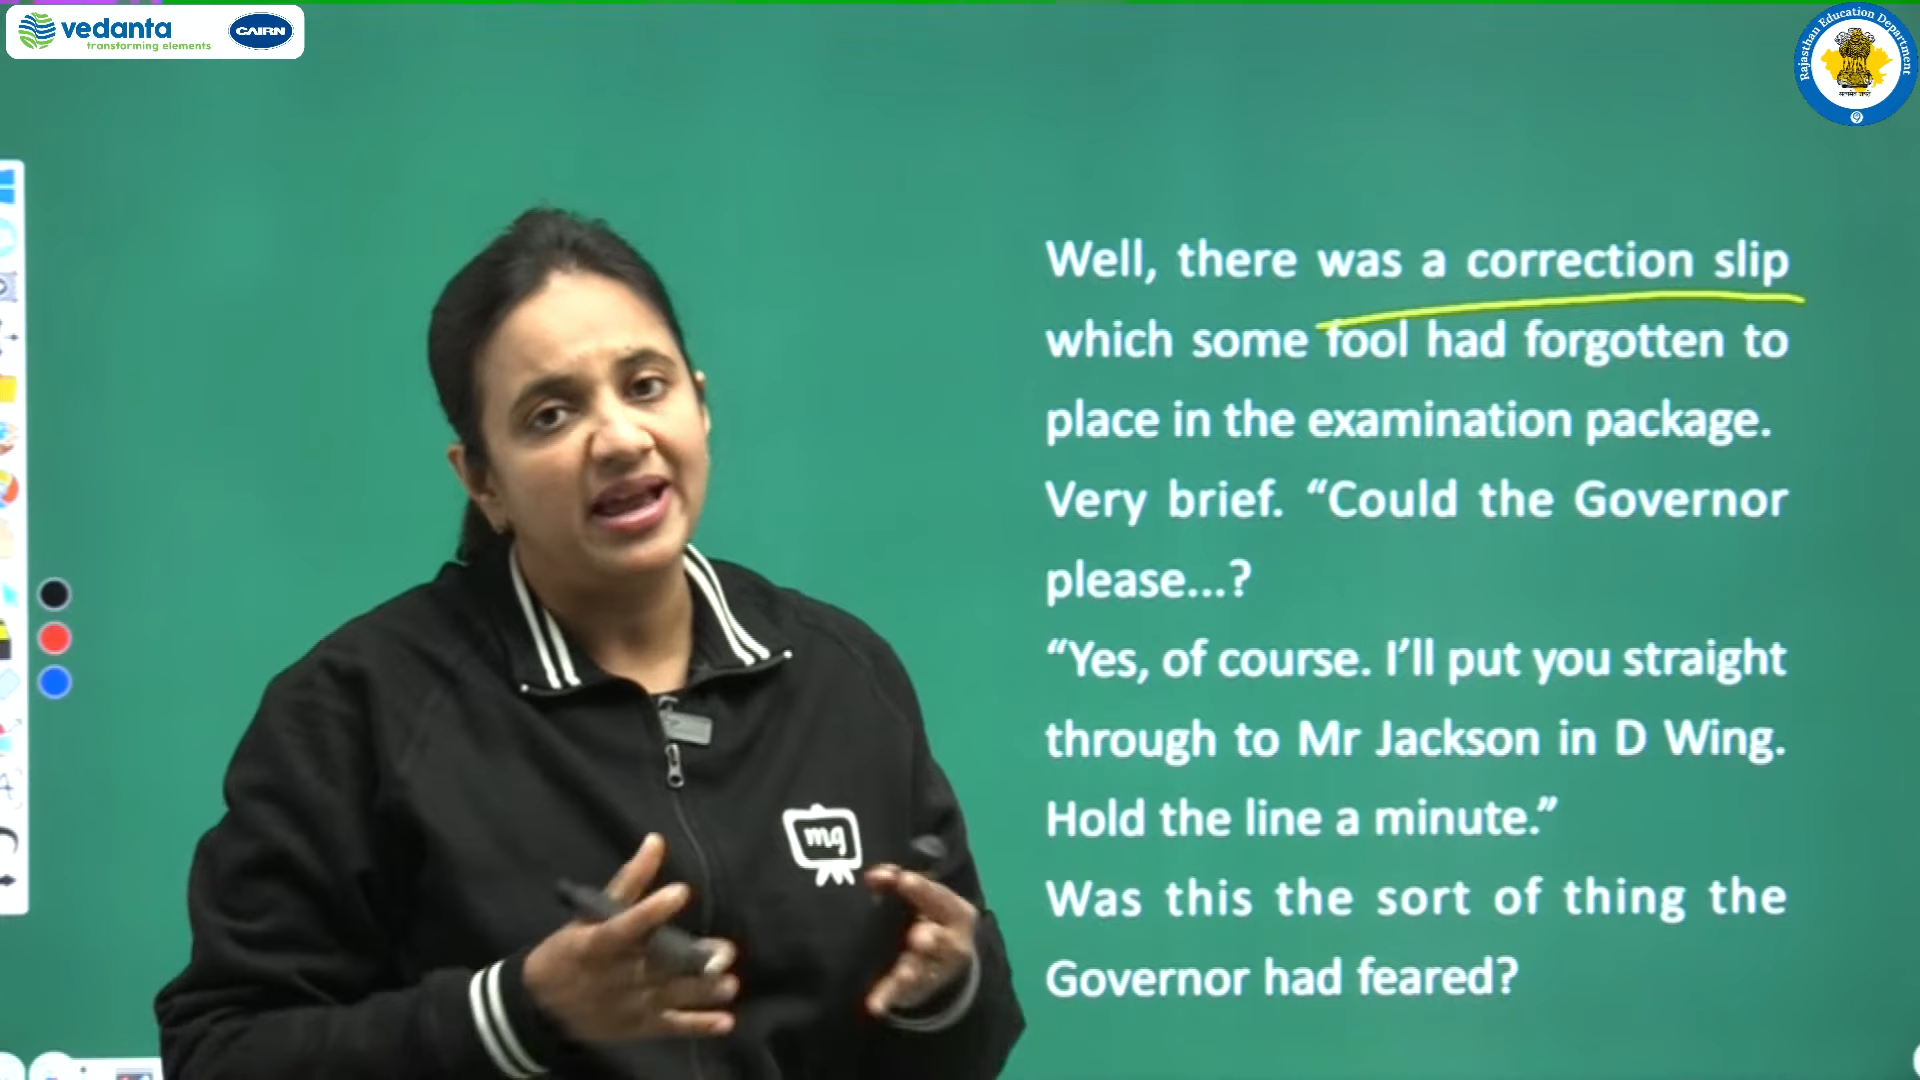 vedanta
transforming elements
CAIRN
Rajasthan Education Department
Well, there was a correction slip
which some fool had forgotten to
place in the examination package.
Very brief. “Could the Governor
please...?
“Yes, of course. I’ll put you straight
through to Mr Jackson in D Wing.
Hold the line a minute.”
Was this the sort of thing the
Governor had feared?
mg